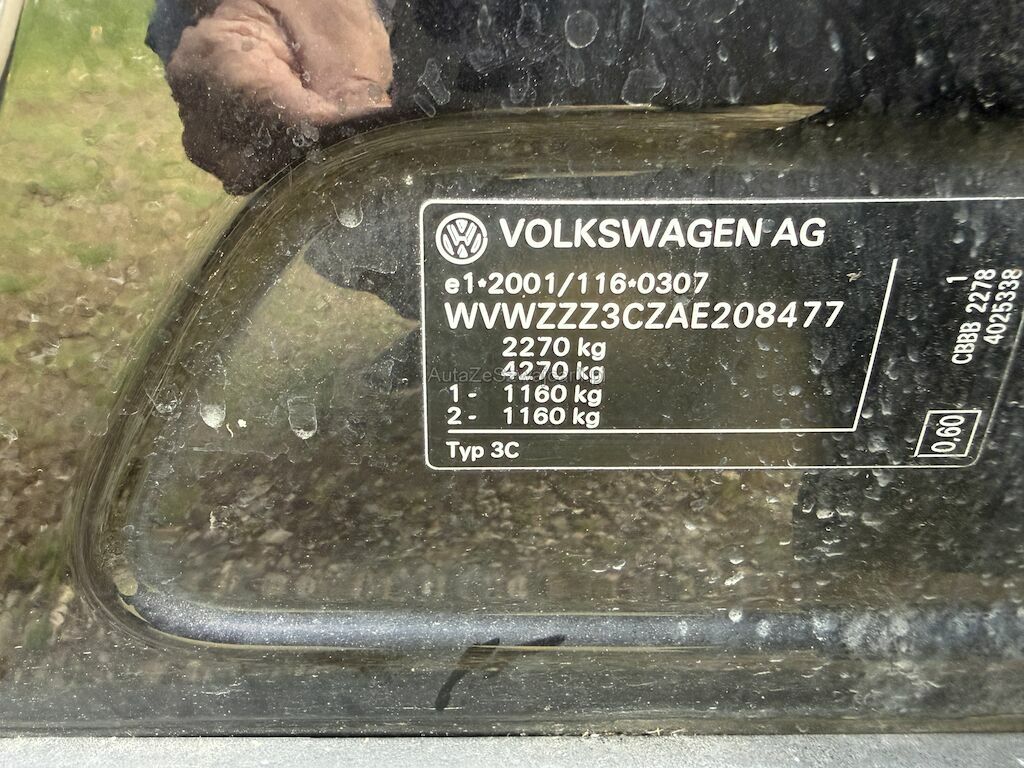 VOLKSWAGEN AG
e1*2001/116*0307
WVWZZZ3CZAE208477
2270 kg
4270 kg
1 - 1160 kg
2 - 1160 kg
Typ 3C
1
CBBB 2278
4025338
0,60